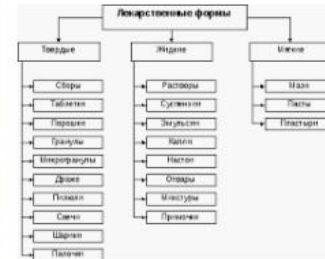 Лекарственные формы
Твердые
Сборы
Таблетки
Порошки
Гранулы
Микрогранулы
Драже
Пилюли
Свечи
Шарики
Палочки
Жидкие
Растворы
Суспензии
Эмульсии
Капли
Настои
Отвары
Микстуры
Примочки
Мягкие
Мази
Пасты
Пластыри